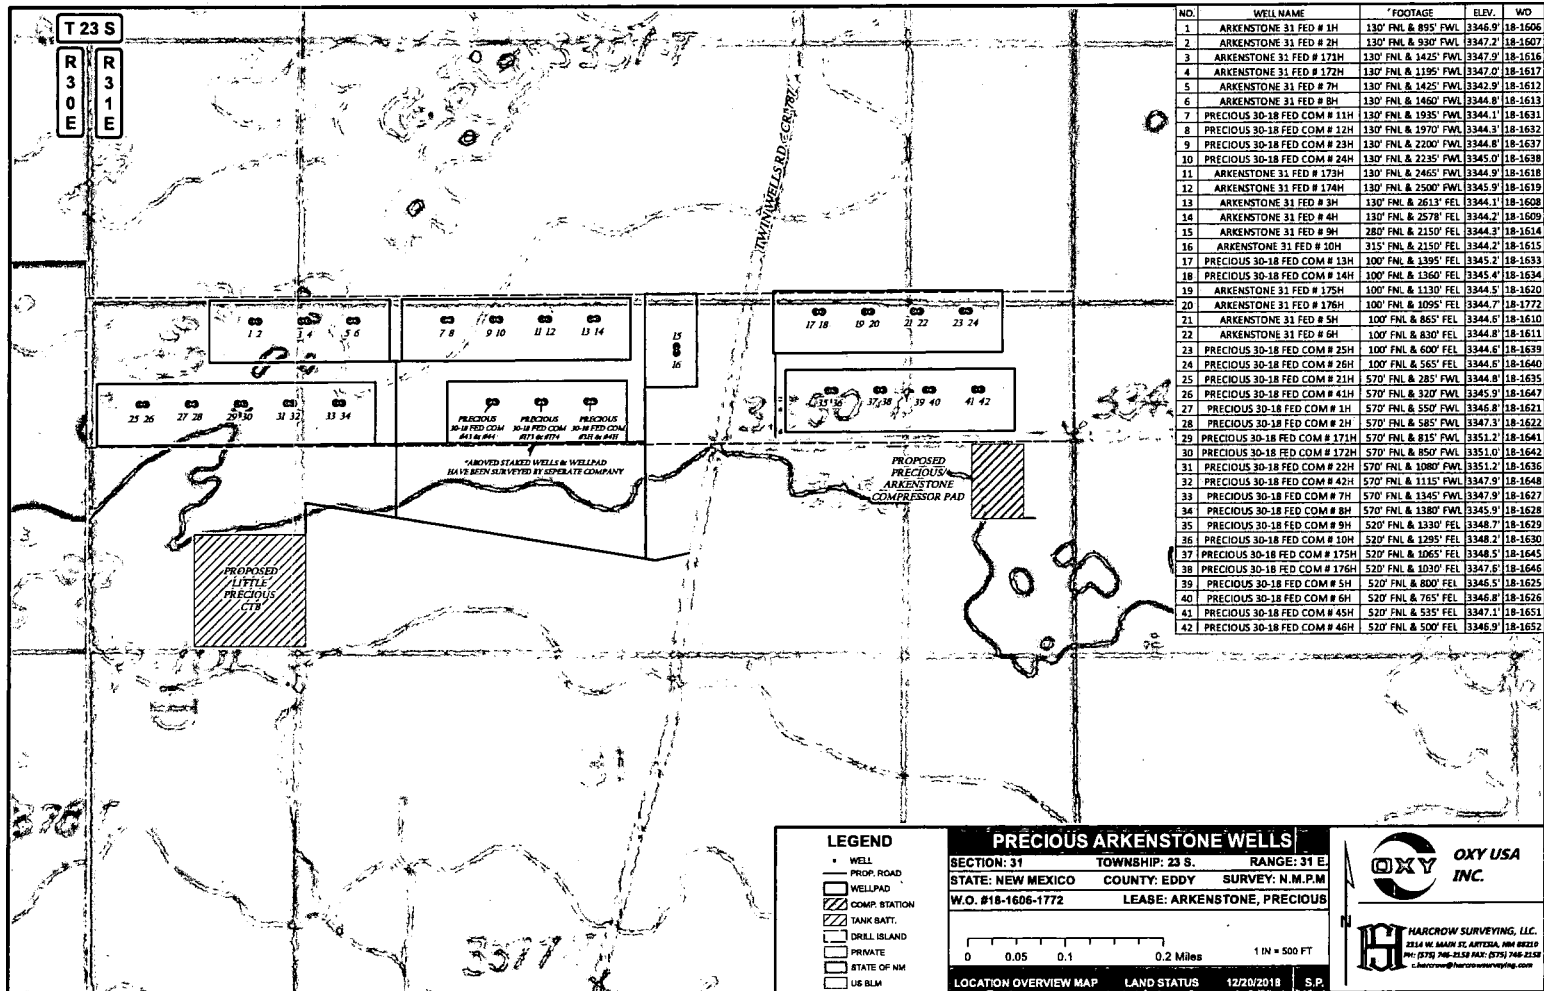 T 23 S
R 30 E
R 31 E
TWIN WELLS RD. (CR787)
NO. WELL NAME FOOTAGE ELEV. WO
1 ARKENSTONE 31 FED # 1H 130' FNL & 895' FWL 3346.9' 18-1606
2 ARKENSTONE 31 FED # 2H 130' FNL & 930' FWL 3347.2' 18-1607
3 ARKENSTONE 31 FED # 171H 130' FNL & 1425' FWL 3347.9' 18-1616
4 ARKENSTONE 31 FED # 172H 130' FNL & 1195' FWL 3347.0' 18-1617
5 ARKENSTONE 31 FED # 7H 130' FNL & 1425' FWL 3342.9' 18-1612
6 ARKENSTONE 31 FED # 8H 130' FNL & 1460' FWL 3344.8' 18-1613
7 PRECIOUS 30-18 FED COM # 11H 130' FNL & 1935' FWL 3344.1' 18-1631
8 PRECIOUS 30-18 FED COM # 12H 130' FNL & 1970' FWL 3344.3' 18-1632
9 PRECIOUS 30-18 FED COM # 23H 130' FNL & 2200' FWL 3344.8' 18-1637
10 PRECIOUS 30-18 FED COM # 24H 130' FNL & 2235' FWL 3345.0' 18-1638
11 ARKENSTONE 31 FED # 173H 130' FNL & 2465' FWL 3344.9' 18-1618
12 ARKENSTONE 31 FED # 174H 130' FNL & 2500' FWL 3345.9' 18-1619
13 ARKENSTONE 31 FED # 3H 130' FNL & 2613' FEL 3344.1' 18-1608
14 ARKENSTONE 31 FED # 4H 130' FNL & 2578' FEL 3344.2' 18-1609
15 ARKENSTONE 31 FED # 9H 280' FNL & 2150' FEL 3344.3' 18-1614
16 ARKENSTONE 31 FED # 10H 315' FNL & 2150' FEL 3344.2' 18-1615
17 PRECIOUS 30-18 FED COM # 13H 100' FNL & 1395' FEL 3345.2' 18-1633
18 PRECIOUS 30-18 FED COM # 14H 100' FNL & 1360' FEL 3345.4' 18-1634
19 ARKENSTONE 31 FED # 175H 100' FNL & 1130' FEL 3344.5' 18-1620
20 ARKENSTONE 31 FED # 176H 100' FNL & 1095' FEL 3344.7' 18-1772
21 ARKENSTONE 31 FED # 5H 100' FNL & 865' FEL 3344.6' 18-1610
22 ARKENSTONE 31 FED # 6H 100' FNL & 830' FEL 3344.8' 18-1611
23 PRECIOUS 30-18 FED COM # 25H 100' FNL & 600' FEL 3344.6' 18-1639
24 PRECIOUS 30-18 FED COM # 26H 100' FNL & 565' FEL 3344.6' 18-1640
25 PRECIOUS 30-18 FED COM # 21H 570' FNL & 285' FWL 3344.8' 18-1635
26 PRECIOUS 30-18 FED COM # 41H 570' FNL & 320' FWL 3345.9' 18-1647
27 PRECIOUS 30-18 FED COM # 1H 570' FNL & 550' FWL 3346.8' 18-1621
28 PRECIOUS 30-18 FED COM # 2H 570' FNL & 585' FWL 3347.3' 18-1622
29 PRECIOUS 30-18 FED COM # 171H 570' FNL & 815' FWL 3351.2' 18-1641
30 PRECIOUS 30-18 FED COM # 172H 570' FNL & 850' FWL 3351.0' 18-1642
31 PRECIOUS 30-18 FED COM # 22H 570' FNL & 1080' FWL 3351.2' 18-1636
32 PRECIOUS 30-18 FED COM # 42H 570' FNL & 1115' FWL 3347.9' 18-1648
33 PRECIOUS 30-18 FED COM # 7H 570' FNL & 1345' FWL 3347.9' 18-1627
34 PRECIOUS 30-18 FED COM # 8H 570' FNL & 1380' FWL 3345.9' 18-1628
35 PRECIOUS 30-18 FED COM # 9H 520' FNL & 1330' FEL 3348.7' 18-1629
36 PRECIOUS 30-18 FED COM # 10H 520' FNL & 1295' FEL 3348.2' 18-1630
37 PRECIOUS 30-18 FED COM # 175H 520' FNL & 1065' FEL 3348.5' 18-1645
38 PRECIOUS 30-18 FED COM # 176H 520' FNL & 1030' FEL 3347.6' 18-1646
39 PRECIOUS 30-18 FED COM # 5H 520' FNL & 800' FEL 3346.5' 18-1625
40 PRECIOUS 30-18 FED COM # 6H 520' FNL & 765' FEL 3346.8' 18-1626
41 PRECIOUS 30-18 FED COM # 45H 520' FNL & 535' FEL 3347.1' 18-1651
42 PRECIOUS 30-18 FED COM # 46H 520' FNL & 500' FEL 3346.9' 18-1652
1 2 3 4 5 6
7 8 9 10 11 12 13 14
15
16
17 18 19 20 21 22 23 24
25 26 27 28 29 30 31 32 33 34
35 36 37 38 39 40 41 42
PRECIOUS
30-18 FED COM
#43 & #44
PRECIOUS
30-18 FED COM
#173 & #174
PRECIOUS
30-18 FED COM
#3H & #4H
*ABOVED STAKED WELLS & WELLPAD
HAVE BEEN SURVEYED BY SEPERATE COMPANY
PROPOSED
PRECIOUS/
ARKENSTONE
COMPRESSOR PAD
PROPOSED
LITTLE
PRECIOUS
CTB
31
3377
LEGEND
WELL
PROP. ROAD
WELLPAD
COMP. STATION
TANK BATT.
DRILL ISLAND
PRIVATE
STATE OF NM
US BLM
PRECIOUS ARKENSTONE WELLS
SECTION: 31 TOWNSHIP: 23 S. RANGE: 31 E.
STATE: NEW MEXICO COUNTY: EDDY SURVEY: N.M.P.M
W.O. #18-1606-1772 LEASE: ARKENSTONE, PRECIOUS
0 0.05 0.1 0.2 Miles 1 IN = 500 FT
LOCATION OVERVIEW MAP LAND STATUS 12/20/2018 S.P.
N
OXY
OXY USA
INC.
HARCROW SURVEYING, LLC.
2314 W. MAIN ST, ARTESIA, NM 88210
PH: (575) 746-2158 FAX: (575) 746-2158
c.harcrow@harcrowsurveying.com